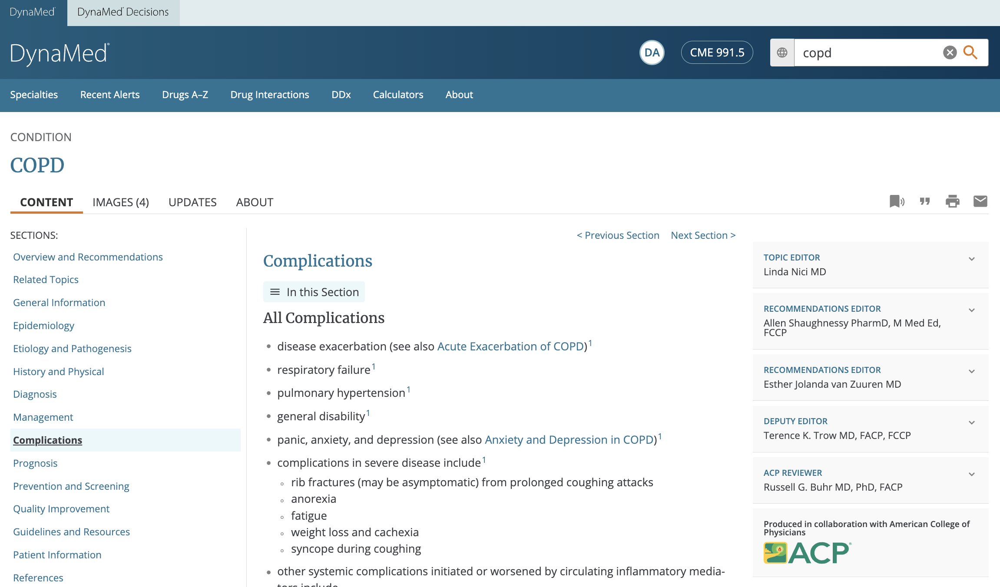 DynaMed®
DynaMed® Decisions
DynaMed®
DA
CME 991.5
copd
Specialties
Recent Alerts
Drugs A–Z
Drug Interactions
DDx
Calculators
About
CONDITION
COPD
CONTENT
IMAGES (4)
UPDATES
ABOUT
SECTIONS:
Overview and Recommendations
Related Topics
General Information
Epidemiology
Etiology and Pathogenesis
History and Physical
Diagnosis
Management
Complications
Prognosis
Prevention and Screening
Quality Improvement
Guidelines and Resources
Patient Information
References
< Previous Section
Next Section >
Complications
In this Section
All Complications
• disease exacerbation (see also Acute Exacerbation of COPD)1
• respiratory failure1
• pulmonary hypertension1
• general disability1
• panic, anxiety, and depression (see also Anxiety and Depression in COPD)1
• complications in severe disease include1
◦ rib fractures (may be asymptomatic) from prolonged coughing attacks
◦ anorexia
◦ fatigue
◦ weight loss and cachexia
◦ syncope during coughing
• other systemic complications initiated or worsened by circulating inflammatory media-
tors include
TOPIC EDITOR
Linda Nici MD
RECOMMENDATIONS EDITOR
Allen Shaughnessy PharmD, M Med Ed,
FCCP
RECOMMENDATIONS EDITOR
Esther Jolanda van Zuuren MD
DEPUTY EDITOR
Terence K. Trow MD, FACP, FCCP
ACP REVIEWER
Russell G. Buhr MD, PhD, FACP
Produced in collaboration with American College of
Physicians
ACP®